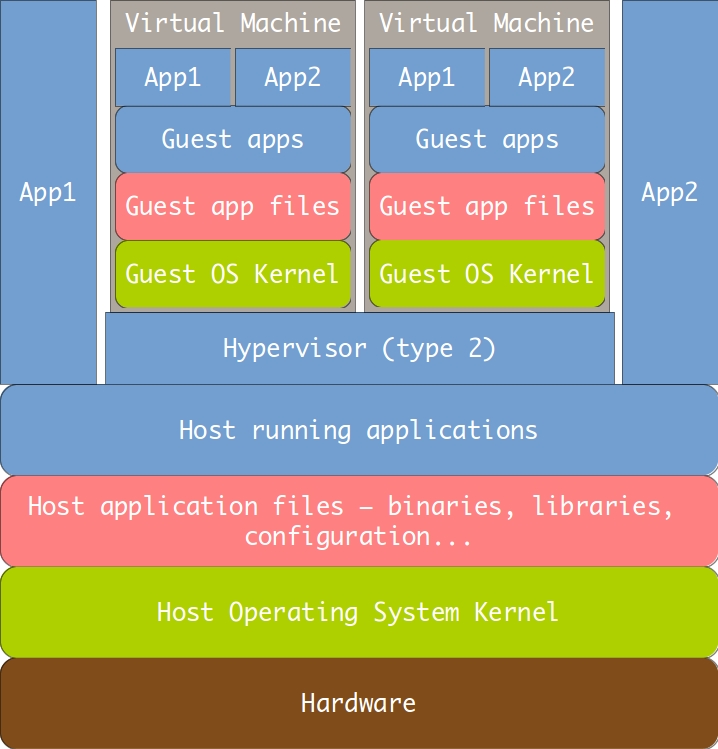 Virtual Machine
Virtual Machine
App1
App2
App1
App2
Guest apps
Guest apps
App1
App2
Guest app files
Guest app files
Guest OS Kernel
Guest OS Kernel
Hypervisor (type 2)
Host running applications
Host application files – binaries, libraries,
configuration...
Host Operating System Kernel
Hardware